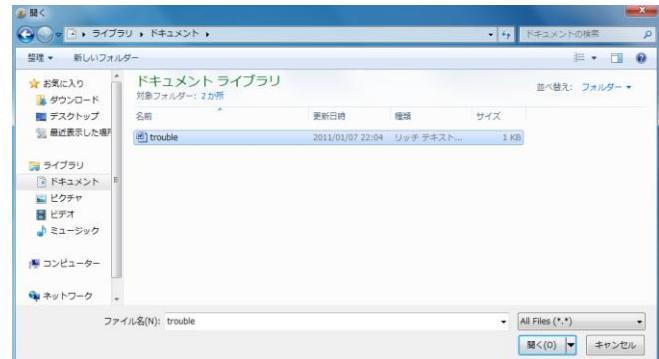 開く
ライブラリ ▸ ドキュメント ▸
ドキュメントの検索
整理 ▼ 新しいフォルダー
お気に入り
ダウンロード
デスクトップ
最近表示した場所
ライブラリ
ドキュメント
ピクチャ
ビデオ
ミュージック
コンピューター
ネットワーク
ドキュメント ライブラリ
対象フォルダー: 2か所
並べ替え: フォルダー ▼
名前 更新日時 種類 サイズ
trouble 2011/01/07 22:04 リッチ テキスト... 1 KB
ファイル名(N): trouble
All Files (*.*)
開く(O) キャンセル